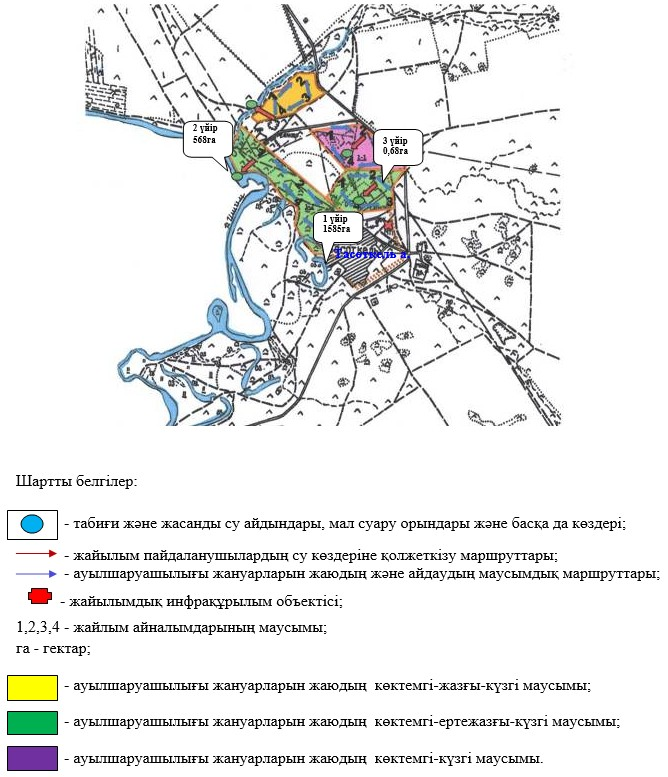 2 үйір
568га
3 үйір
0,68га
1 үйір
1585га
Тасөткель а.
Шартты белгілер:
- табиғи және жасанды су айдындары, мал суару орындары және басқа да көздері;
- жайылым пайдаланушылардың су көздеріне қолжеткізу маршруттары;
- ауылшаруашылығы жануарларын жаюдың және айдаудың маусымдық маршруттары;
- жайылымдық инфрақұрылым объектісі;
1,2,3,4 - жайлым айналымдарының маусымы;
га - гектар;
- ауылшаруашылығы жануарларын жаюдың көктемгі-жазғы-күзгі маусымы;
- ауылшаруашылығы жануарларын жаюдың көктемгі-ертежазғы-күзгі маусымы;
- ауылшаруашылығы жануарларын жаюдың көктемгі-күзгі маусымы.